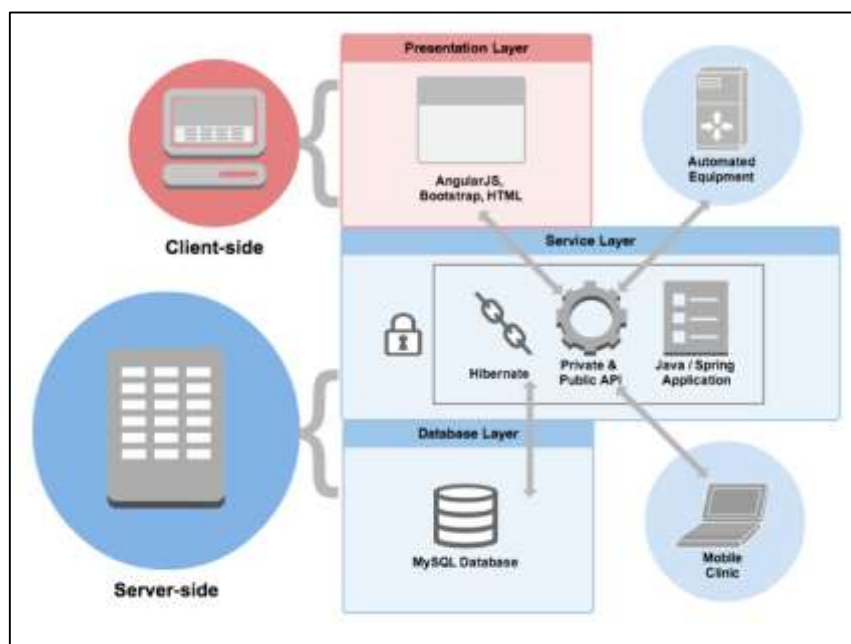 Presentation Layer
AngularJS,
Bootstrap, HTML
Automated
Equipment
Client-side
Service Layer
Hibernate
Private &
Public API
Java / Spring
Application
Database Layer
MySQL Database
Server-side
Mobile
Clinic